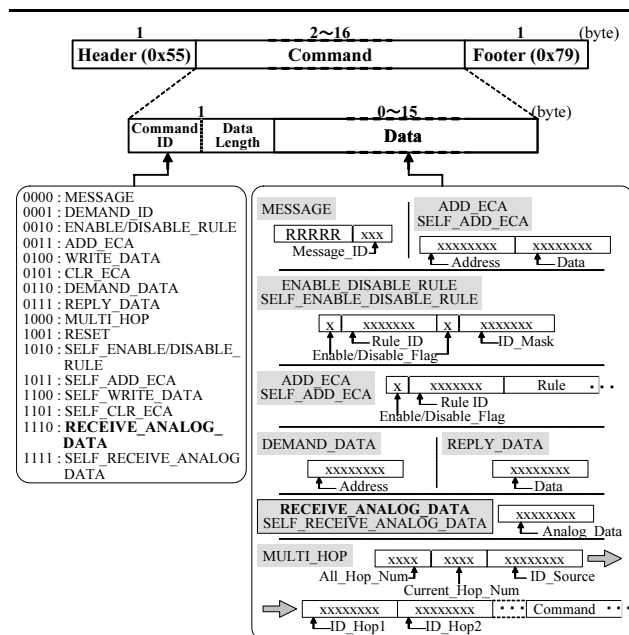 1 2~16 1 (byte)
Header (0x55) Command Footer (0x79)
1 0~15 (byte)
Command ID Data Length Data
0000 : MESSAGE
0001 : DEMAND_ID
0010 : ENABLE/DISABLE_RULE
0011 : ADD_ECA
0100 : WRITE_DATA
0101 : CLR_ECA
0110 : DEMAND_DATA
0111 : REPLY_DATA
1000 : MULTI_HOP
1001 : RESET
1010 : SELF_ENABLE/DISABLE_
RULE
1011 : SELF_ADD_ECA
1100 : SELF_WRITE_DATA
1101 : SELF_CLR_ECA
1110 : RECEIVE_ANALOG_
DATA
1111 : SELF_RECEIVE_ANALOG
DATA
MESSAGE
RRRRR xxx
Message_ID
ADD_ECA
SELF_ADD_ECA
xxxxxxxx xxxxxxxx
Address Data
ENABLE_DISABLE_RULE
SELF_ENABLE_DISABLE_RULE
x xxxxxxx x xxxxxxx
Rule_ID ID_Mask
Enable/Disable_Flag
ADD_ECA
SELF_ADD_ECA
x xxxxxxx Rule ···
Rule ID
Enable/Disable_Flag
DEMAND_DATA
xxxxxxxx
Address
REPLY_DATA
xxxxxxxx
Data
RECEIVE_ANALOG_DATA
SELF_RECEIVE_ANALOG_DATA
xxxxxxxx
Analog_Data
MULTI_HOP
xxxx xxxx xxxxxxxx
All_Hop_Num ID_Source
Current_Hop_Num
xxxxxxxx xxxxxxxx ··· Command ···
ID_Hop1 ID_Hop2